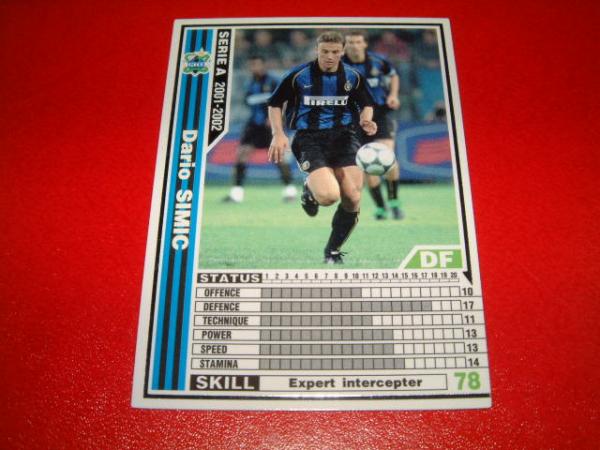 INTER
SERIE A 2001-2002
Dario SIMIC
PIRELLI
DF
STATUS 1 2 3 4 5 6 7 8 9 10 11 12 13 14 15 16 17 18 19 20
OFFENCE 10
DEFENCE 17
TECHNIQUE 11
POWER 13
SPEED 13
STAMINA 14
SKILL Expert intercepter 78